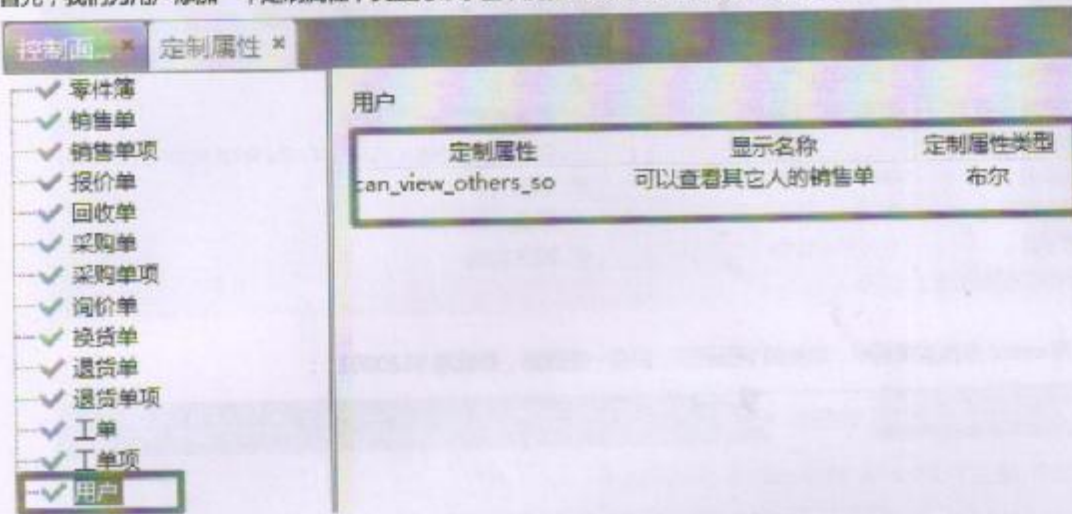 控制面... × 定制属性 ×
零件簿
销售单
销售单项
报价单
回收单
采购单
采购单项
询价单
换货单
退货单
退货单项
工单
工单项
用户
用户
定制属性 显示名称 定制属性类型
can_view_others_so 可以查看其它人的销售单 布尔